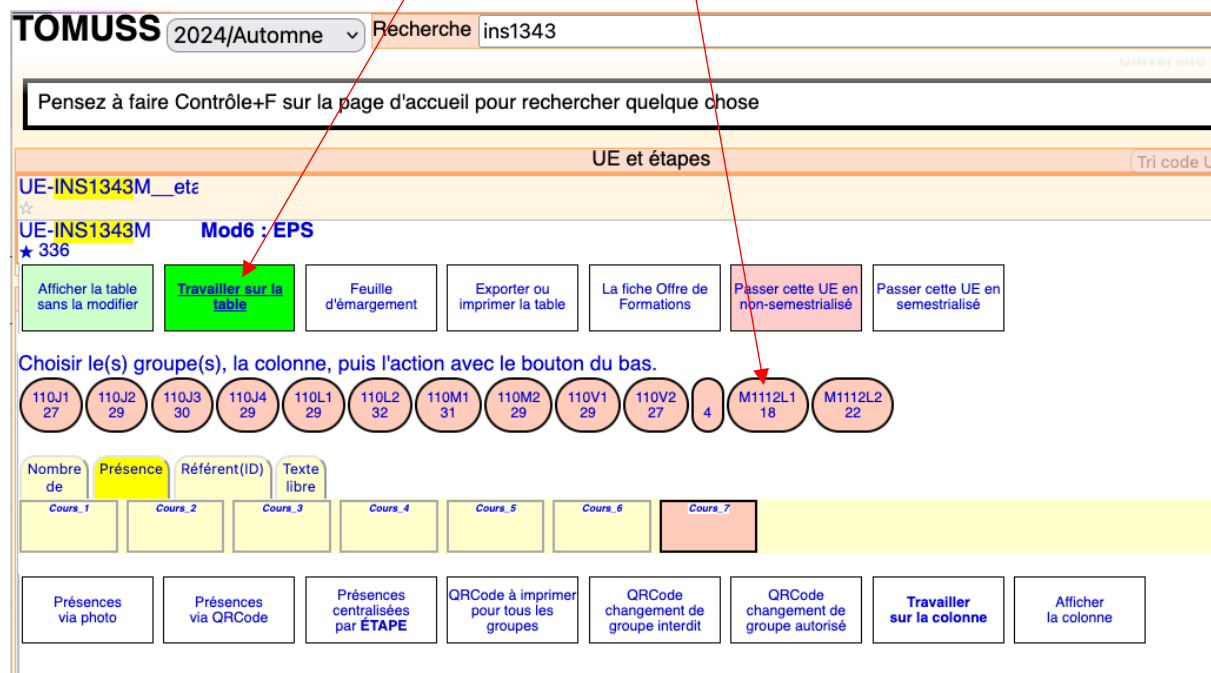 TOMUSS 2024/Automne Recherche ins1343
Université
Pensez à faire Contrôle+F sur la page d'accueil pour rechercher quelque chose
UE et étapes Tri code U
UE-INS1343M__eta
☆
UE-INS1343M Mod6 : EPS
★ 336
Afficher la table
sans la modifier
Travailler sur la
table
Feuille
d'émargement
Exporter ou
imprimer la table
La fiche Offre de
Formations
Passer cette UE en
non-semestrialisé
Passer cette UE en
semestrialisé
Choisir le(s) groupe(s), la colonne, puis l'action avec le bouton du bas.
110J1
27
110J2
29
110J3
30
110J4
29
110L1
29
110L2
32
110M1
31
110M2
29
110V1
29
110V2
27
4
M1112L1
18
M1112L2
22
Nombre
de
Présence
Référent(ID)
Texte
libre
Cours_1 Cours_2 Cours_3 Cours_4 Cours_5 Cours_6 Cours_7
Présences
via photo
Présences
via QRCode
Présences
centralisées
par ÉTAPE
QRCode à imprimer
pour tous les
groupes
QRCode
changement de
groupe interdit
QRCode
changement de
groupe autorisé
Travailler
sur la colonne
Afficher
la colonne